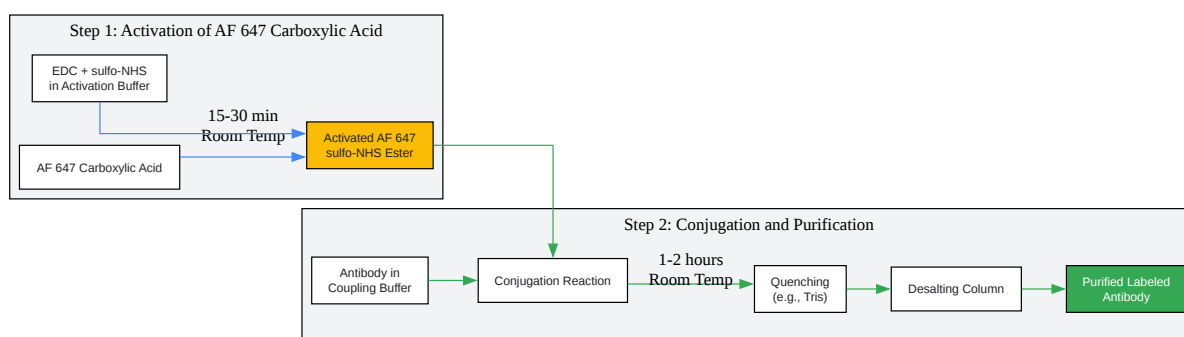 Step 1: Activation of AF 647 Carboxylic Acid
EDC + sulfo-NHS
in Activation Buffer
15-30 min
Room Temp
Activated AF 647
sulfo-NHS Ester
AF 647 Carboxylic Acid
Step 2: Conjugation and Purification
Antibody in
Coupling Buffer
Conjugation Reaction
1-2 hours
Room Temp
Quenching
(e.g., Tris)
Desalting Column
Purified Labeled
Antibody